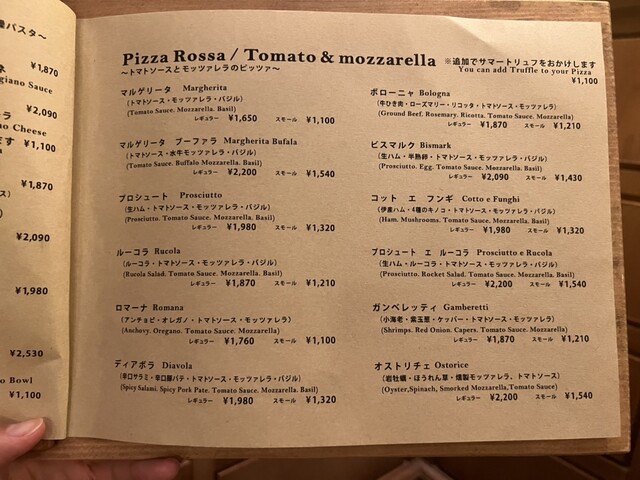 パスタ～
¥1,870
giano Sauce
¥2,090
no Cheese
¥1,100
¥1,870
¥2,090
¥1,980
¥2,530
Bowl
¥1,100
Pizza Rossa / Tomato & mozzarella
～トマトソースとモッツァレラのピッツァ～
※追加でサマートリュフをおかけします
You can add Truffle to your Pizza
¥1,100
マルゲリータ Margherita
(トマトソース・モッツァレラ・バジル)
(Tomato Sauce. Mozzarella. Basil)
レギュラー ¥1,650 スモール ¥1,100
マルゲリータ ブーファラ Margherita Bufala
(トマトソース・水牛モッツァレラ・バジル)
(Tomato Sauce. Buffalo Mozzarella. Basil)
レギュラー ¥2,200 スモール ¥1,540
プロシュート Prosciutto
(生ハム・トマトソース・モッツァレラ・バジル)
(Prosciutto. Tomato Sauce. Mozzarella. Basil)
レギュラー ¥1,980 スモール ¥1,320
ルーコラ Rucola
(ルーコラ・トマトソース・モッツァレラ・バジル)
(Rucola Salad. Tomato Sauce. Mozzarella. Basil)
レギュラー ¥1,870 スモール ¥1,210
ロマーナ Romana
(アンチョビ・オレガノ・トマトソース・モッツァレラ)
(Anchovy. Oregano. Tomato Sauce. Mozzarella)
レギュラー ¥1,760 スモール ¥1,100
ディアボラ Diavola
(辛口サラミ・辛口豚パテ・トマトソース・モッツァレラ・バジル)
(Spicy Salami. Spicy Pork Pate. Tomato Sauce. Mozzarella. Basil)
レギュラー ¥1,980 スモール ¥1,320
ボローニャ Bologna
(牛ひき肉・ローズマリー・リコッタ・トマトソース・モッツァレラ)
(Ground Beef. Rosemary. Ricotta. Tomato Sauce. Mozzarella)
レギュラー ¥1,870 スモール ¥1,210
ビスマルク Bismark
(生ハム・半熟卵・トマトソース・モッツァレラ・バジル)
(Prosciutto. Egg. Tomato Sauce. Mozzarella. Basil)
レギュラー ¥2,090 スモール ¥1,430
コット エ フンギ Cotto e Funghi
(伊産ハム・4種のキノコ・トマトソース・モッツァレラ・バジル)
(Ham. Mushrooms. Tomato Sauce. Mozzarella. Basil)
レギュラー ¥1,980 スモール ¥1,320
プロシュート エ ルーコラ Prosciutto e Rucola
(生ハム・ルーコラ・トマトソース・モッツァレラ・バジル)
(Prosciutto. Rocket Salad. Tomato Sauce. Mozzarella. Basil)
レギュラー ¥2,200 スモール ¥1,540
ガンベレッティ Gamberetti
(小海老・紫玉葱・ケッパー・トマトソース・モッツァレラ)
(Shrimps. Red Onion. Capers. Tomato Sauce. Mozzarella)
レギュラー ¥1,870 スモール ¥1,210
オストリチェ Ostorice
(岩牡蠣・ほうれん草・燻製モッツァレラ、トマトソース)
(Oyster,Spinach, Smorked Mozzarella,Tomato Sauce)
レギュラー ¥2,200 スモール ¥1,540